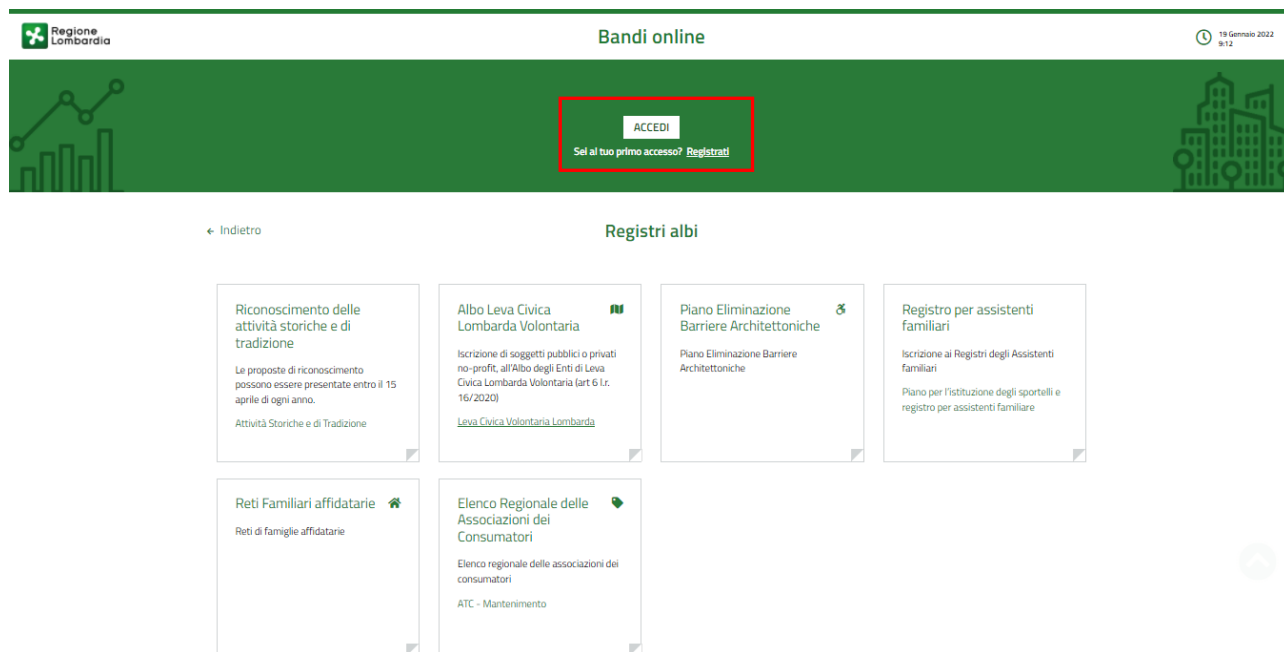 Regione
Lombardia
Bandi online
19 Gennaio 2022
9:12
ACCEDI
Sei al tuo primo accesso? Registrati
← Indietro
Registri albi
Riconoscimento delle
attività storiche e di
tradizione
Le proposte di riconoscimento
possono essere presentate entro il 15
aprile di ogni anno.
Attività Storiche e di Tradizione
Albo Leva Civica
Lombarda Volontaria
Iscrizione di soggetti pubblici o privati
no-profit, all'Albo degli Enti di Leva
Civica Lombarda Volontaria (art 6 l.r.
16/2020)
Leva Civica Volontaria Lombarda
Piano Eliminazione
Barriere Architettoniche
Piano Eliminazione Barriere
Architettoniche
Registro per assistenti
familiari
Iscrizione ai Registri degli Assistenti
familiari
Piano per l'istituzione degli sportelli e
registro per assistenti familiare
Reti Familiari affidatarie
Reti di famiglie affidatarie
Elenco Regionale delle
Associazioni dei
Consumatori
Elenco regionale delle associazioni dei
consumatori
ATC - Mantenimento